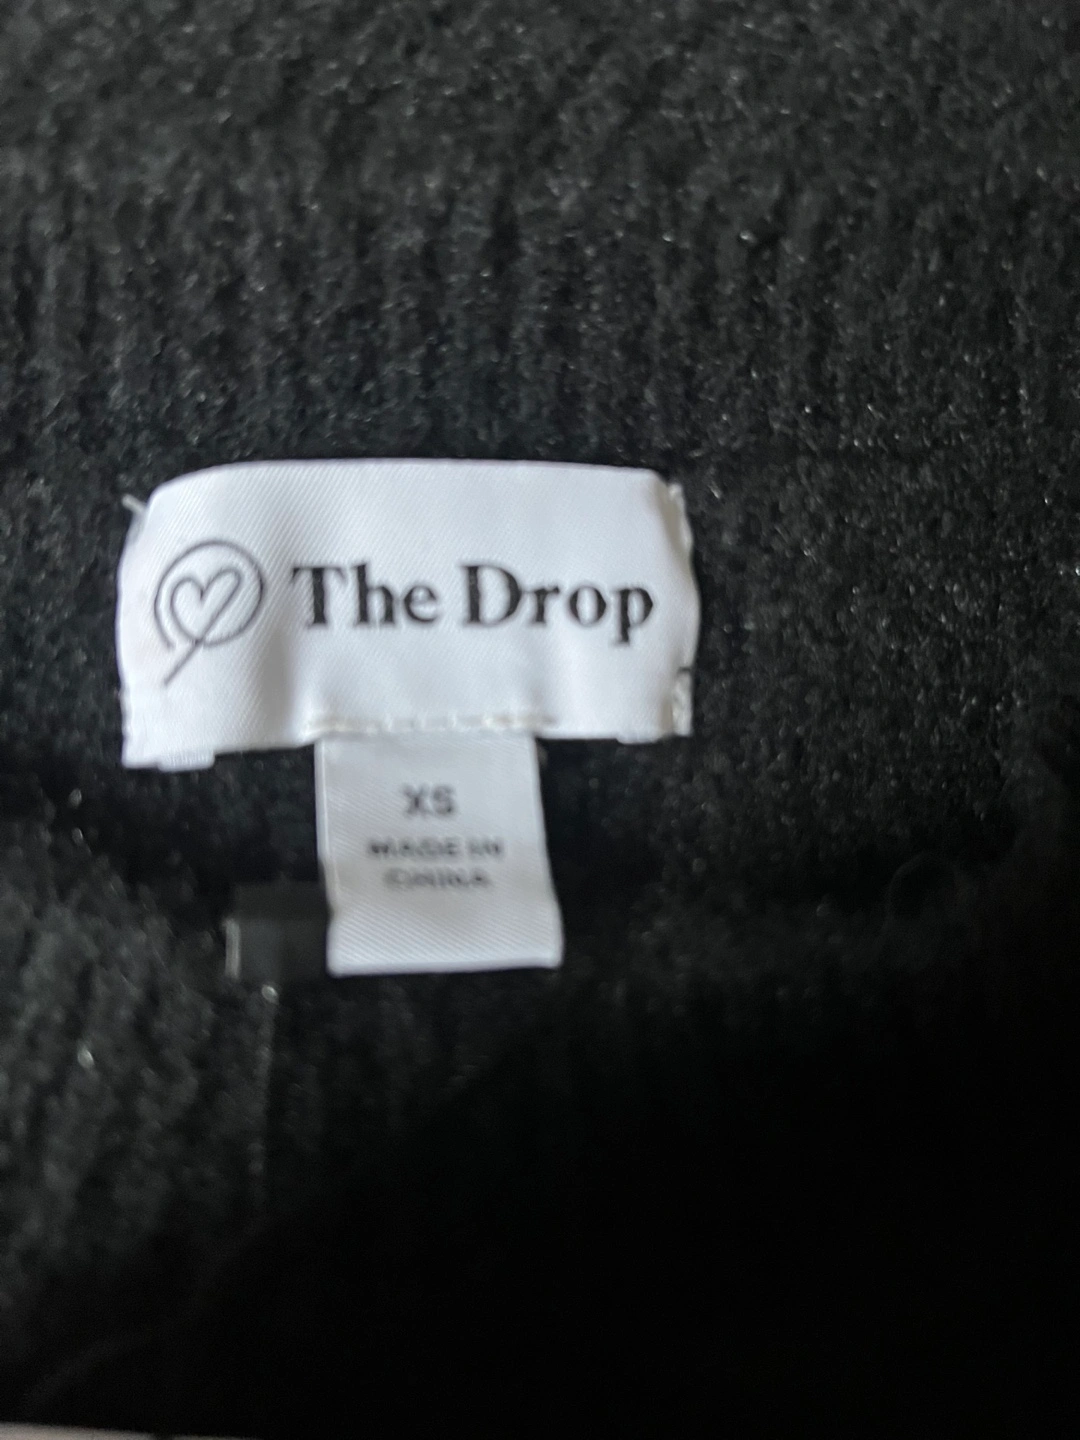 The Drop
XS
MADE IN
CHINA